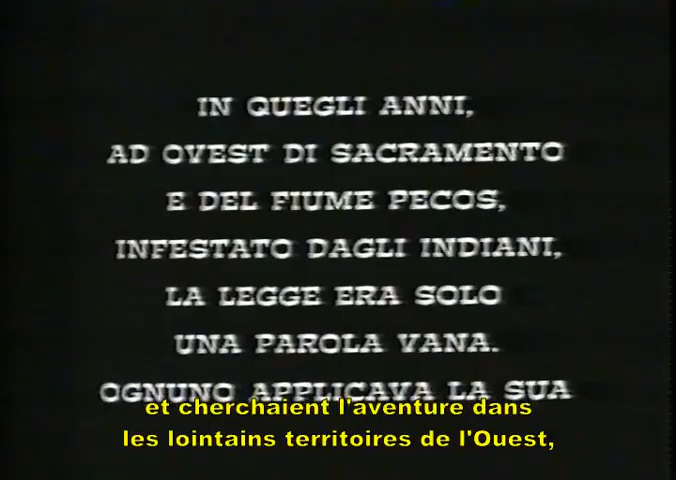 IN QUEGLI ANNI,
AD OVEST DI SACRAMENTO
E DEL FIUME PECOS,
INFESTATO DAGLI INDIANI,
LA LEGGE ERA SOLO
UNA PAROLA VANA.
OGNUNO APPLICAVA LA SUA
et cherchaient l'aventure dans
les lointains territoires de l'Ouest,